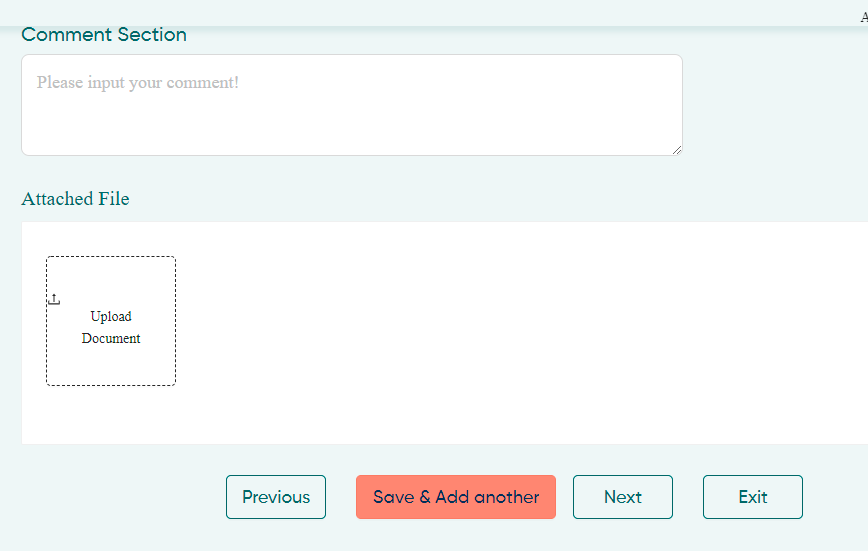 A
Comment Section
Please input your comment!
Attached File
Upload
Document
Previous
Save & Add another
Next
Exit